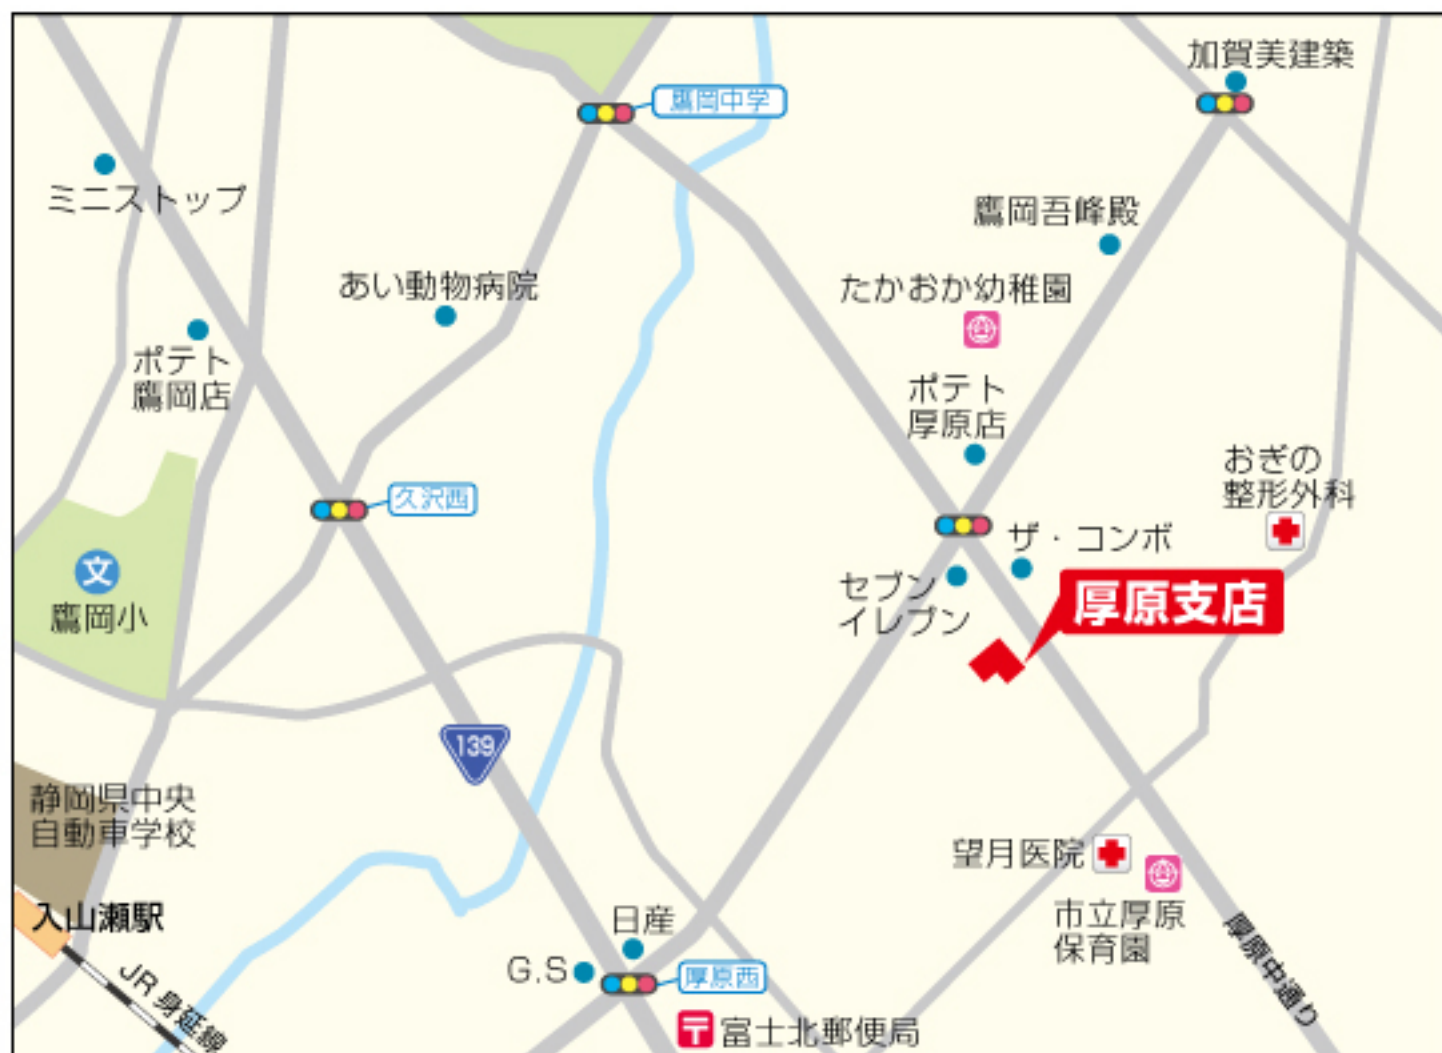 加賀美建築
鷹岡中学
ミニストップ
鷹岡吾峰殿
あい動物病院
たかおか幼稚園
ポテト
鷹岡店
ポテト
厚原店
おぎの
整形外科
久沢西
ザ・コンボ
文
鷹岡小
セブン
イレブン
厚原支店
139
静岡県中央
自動車学校
望月医院
入山瀬駅
日産
市立厚原
保育園
G.S
厚原西
厚原中通り
JR 身延線
富士北郵便局